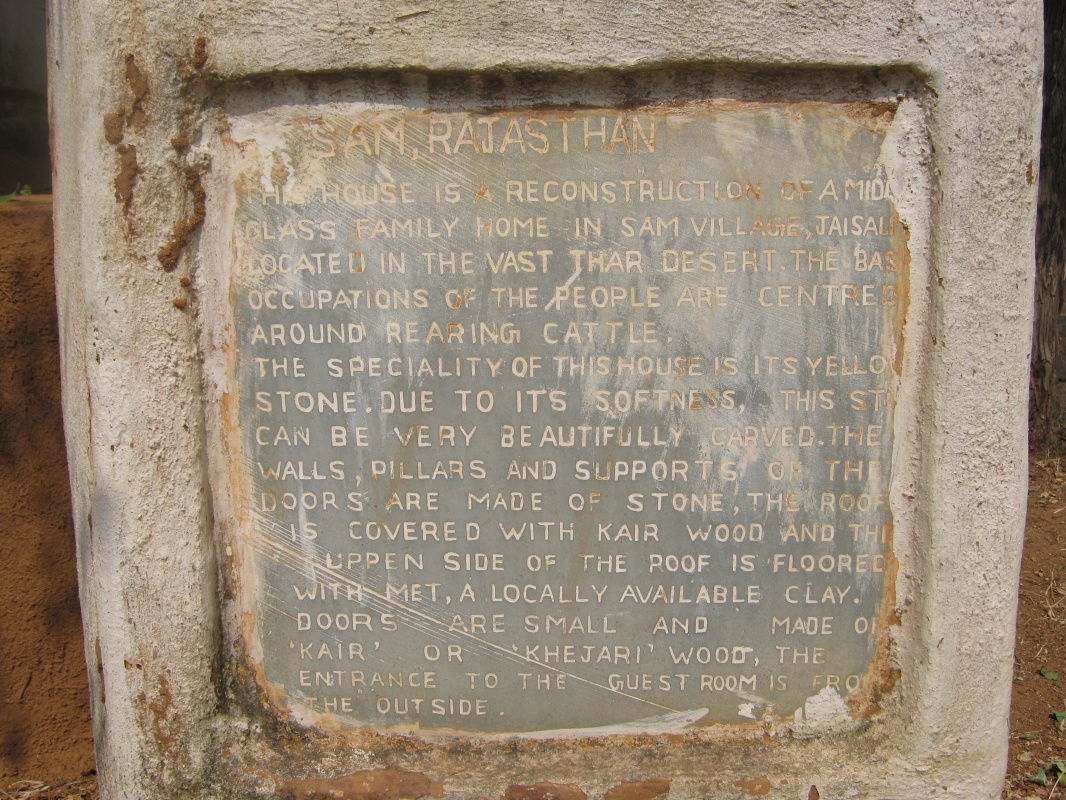 SAM, RAJASTHAN
THIS HOUSE IS A RECONSTRUCTION OF A MIDD
CLASS FAMILY HOME IN SAM VILLAGE, JAISAL
LOCATED IN THE VAST THAR DESERT. THE BAS
OCCUPATIONS OF THE PEOPLE ARE CENTRED
AROUND REARING CATTLE.
THE SPECIALITY OF THIS HOUSE IS ITS YELLO
STONE. DUE TO ITS SOFTNESS, THIS ST
CAN BE VERY BEAUTIFULLY CARVED. THE
WALLS, PILLARS AND SUPPORTS OF THE
DOORS ARE MADE OF STONE, THE ROOF
IS COVERED WITH KAIR WOOD AND TH
UPPEN SIDE OF THE ROOF IS FLOORED
WITH MET, A LOCALLY AVAILABLE CLAY.
DOORS ARE SMALL AND MADE OF
'KAIR' OR 'KHEJARI' WOOD, THE
ENTRANCE TO THE GUEST ROOM IS FRO
THE OUTSIDE.